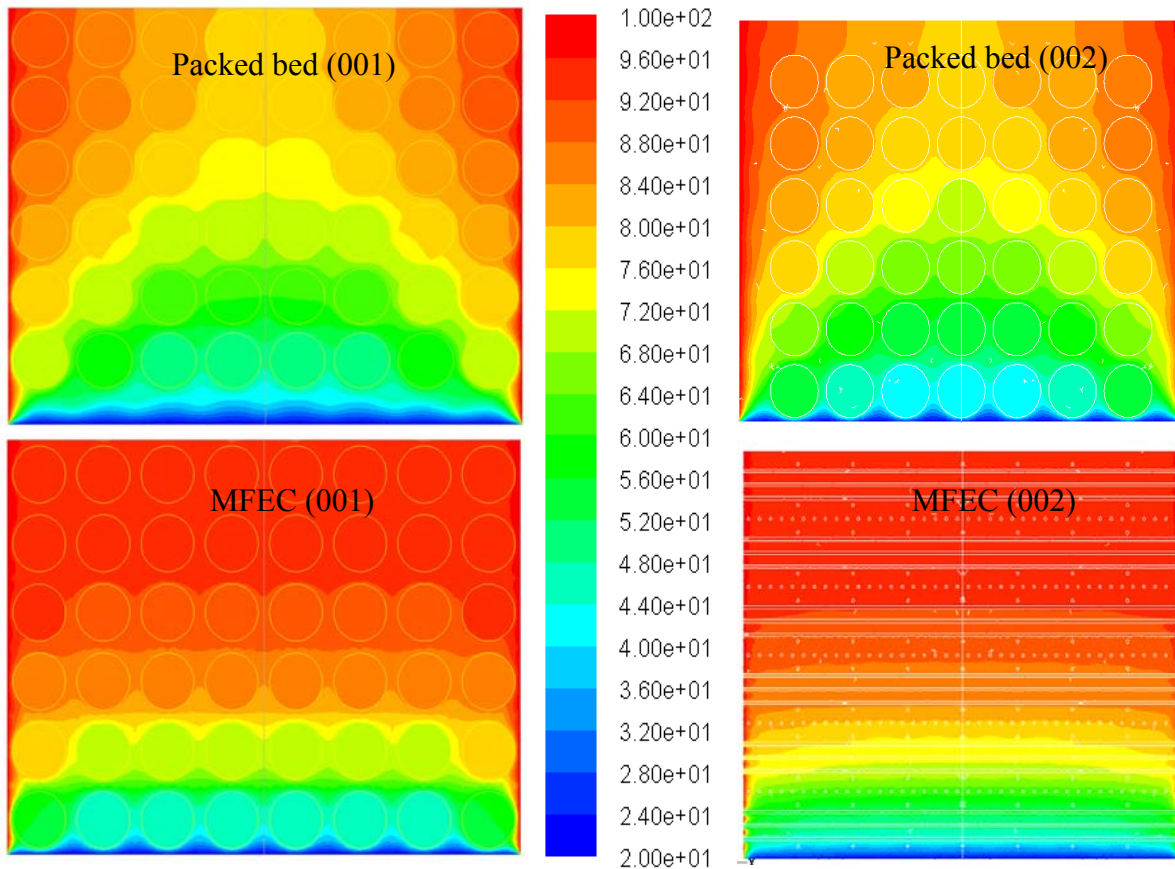 Packed bed (001)
1.00e+02
9.60e+01
9.20e+01
8.80e+01
8.40e+01
8.00e+01
7.60e+01
7.20e+01
6.80e+01
6.40e+01
6.00e+01
5.60e+01
5.20e+01
4.80e+01
4.40e+01
4.00e+01
3.60e+01
3.20e+01
2.80e+01
2.40e+01
2.00e+01
Packed bed (002)
MFEC (001)
MFEC (002)